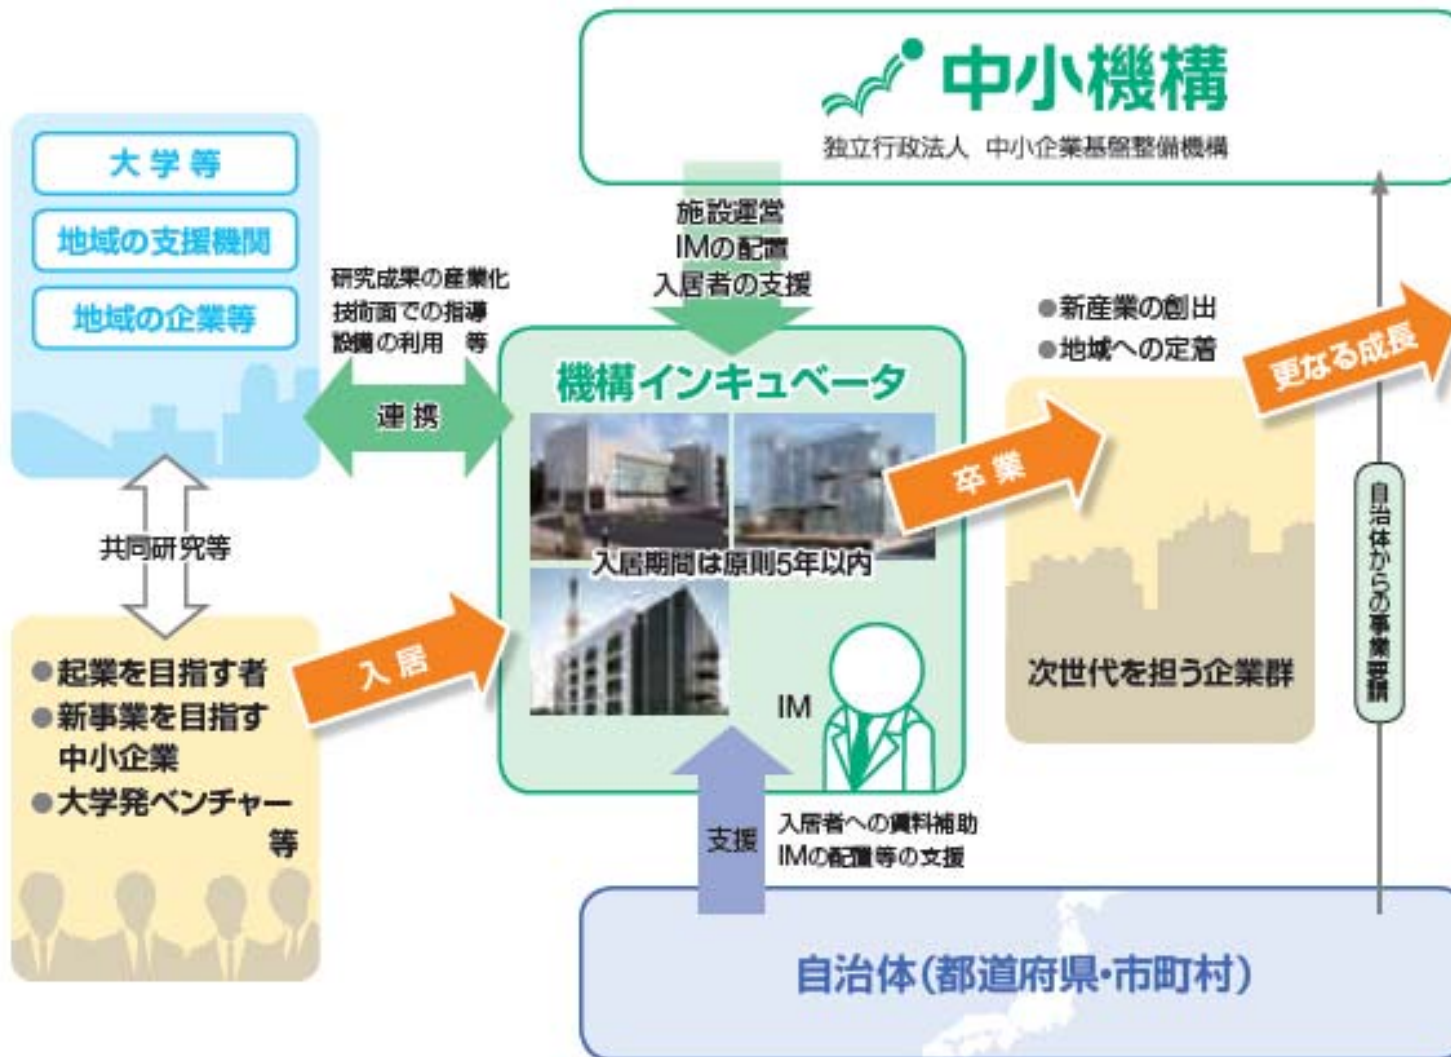 中小機構
独立行政法人 中小企業基盤整備機構
大学等
地域の支援機関
地域の企業等
研究成果の産業化
技術面での指導
設備の利用 等
連携
施設運営
IMの配置
入居者の支援
機構インキュベータ
入居期間は原則5年以内
IM
共同研究等
●起業を目指す者
●新事業を目指す
中小企業
●大学発ベンチャー
等
入居
卒業
●新産業の創出
●地域への定着
更なる成長
次世代を担う企業群
自治体からの事業要請
支援
入居者への賃料補助
IMの配置等の支援
自治体(都道府県・市町村)